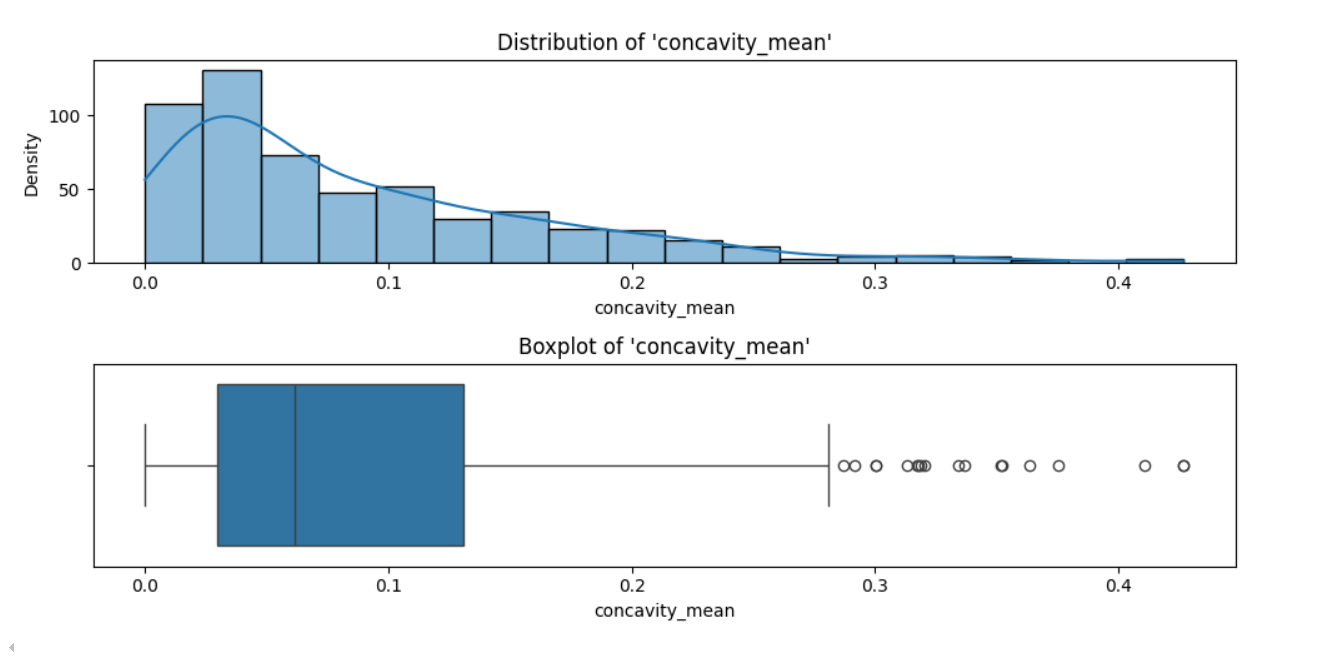 Distribution of 'concavity_mean'
Density
100
50
0
0.0 0.1 0.2 0.3 0.4
concavity_mean
Boxplot of 'concavity_mean'
0.0 0.1 0.2 0.3 0.4
concavity_mean